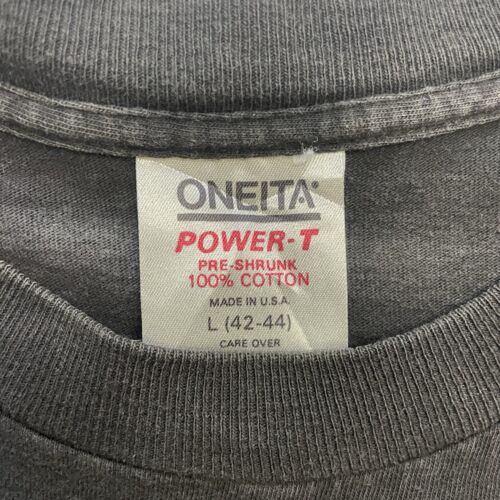 ONEITA®
POWER-T
PRE-SHRUNK
100% COTTON
MADE IN U.S.A.
L (42-44)
CARE OVER